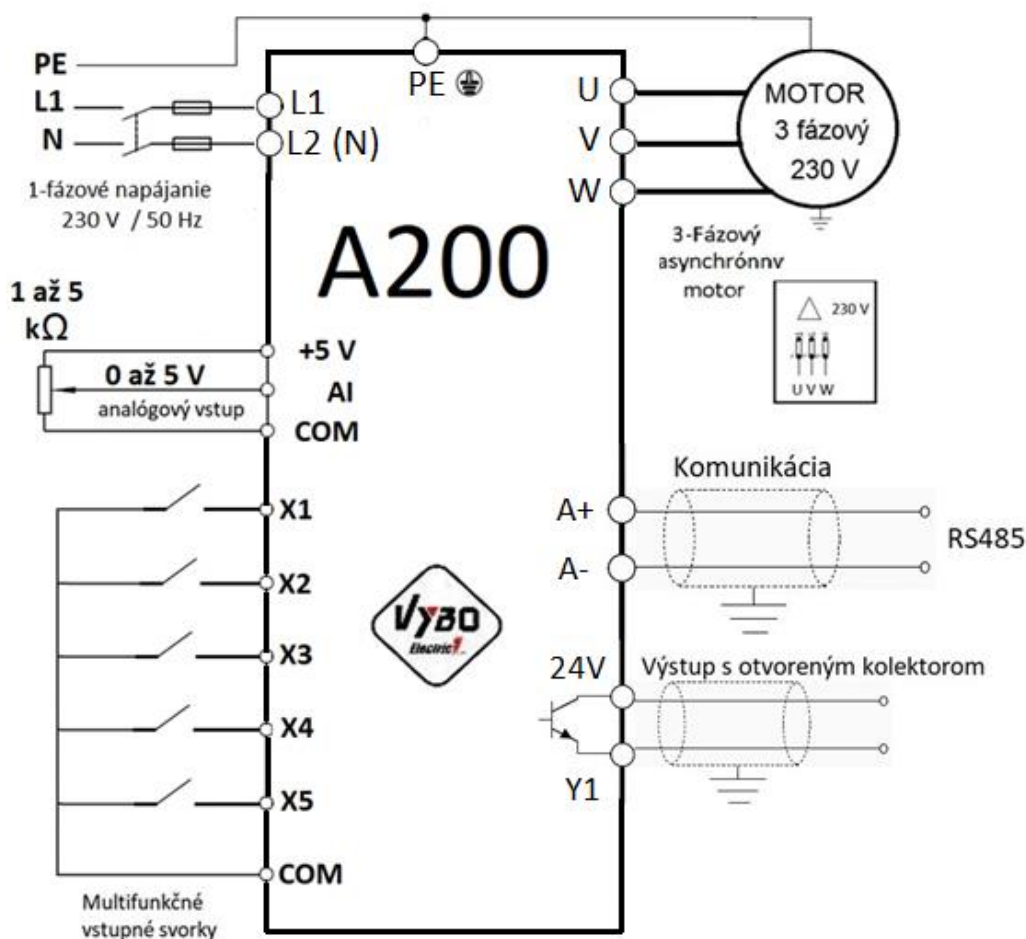 PE
L1
N
1-fázové napájanie
230 V / 50 Hz
PE
L1
L2 (N)
U
V
W
MOTOR
3 fázový
230 V
3-Fázový
asynchrónny
motor
230 V
U V W
A200
1 až 5
kΩ
0 až 5 V
analógový vstup
+5 V
AI
COM
X1
X2
X3
X4
X5
COM
Multifunkčné
vstupné svorky
VYBO
Electric
Komunikácia
A+
A-
RS485
24V
Výstup s otvoreným kolektorom
Y1